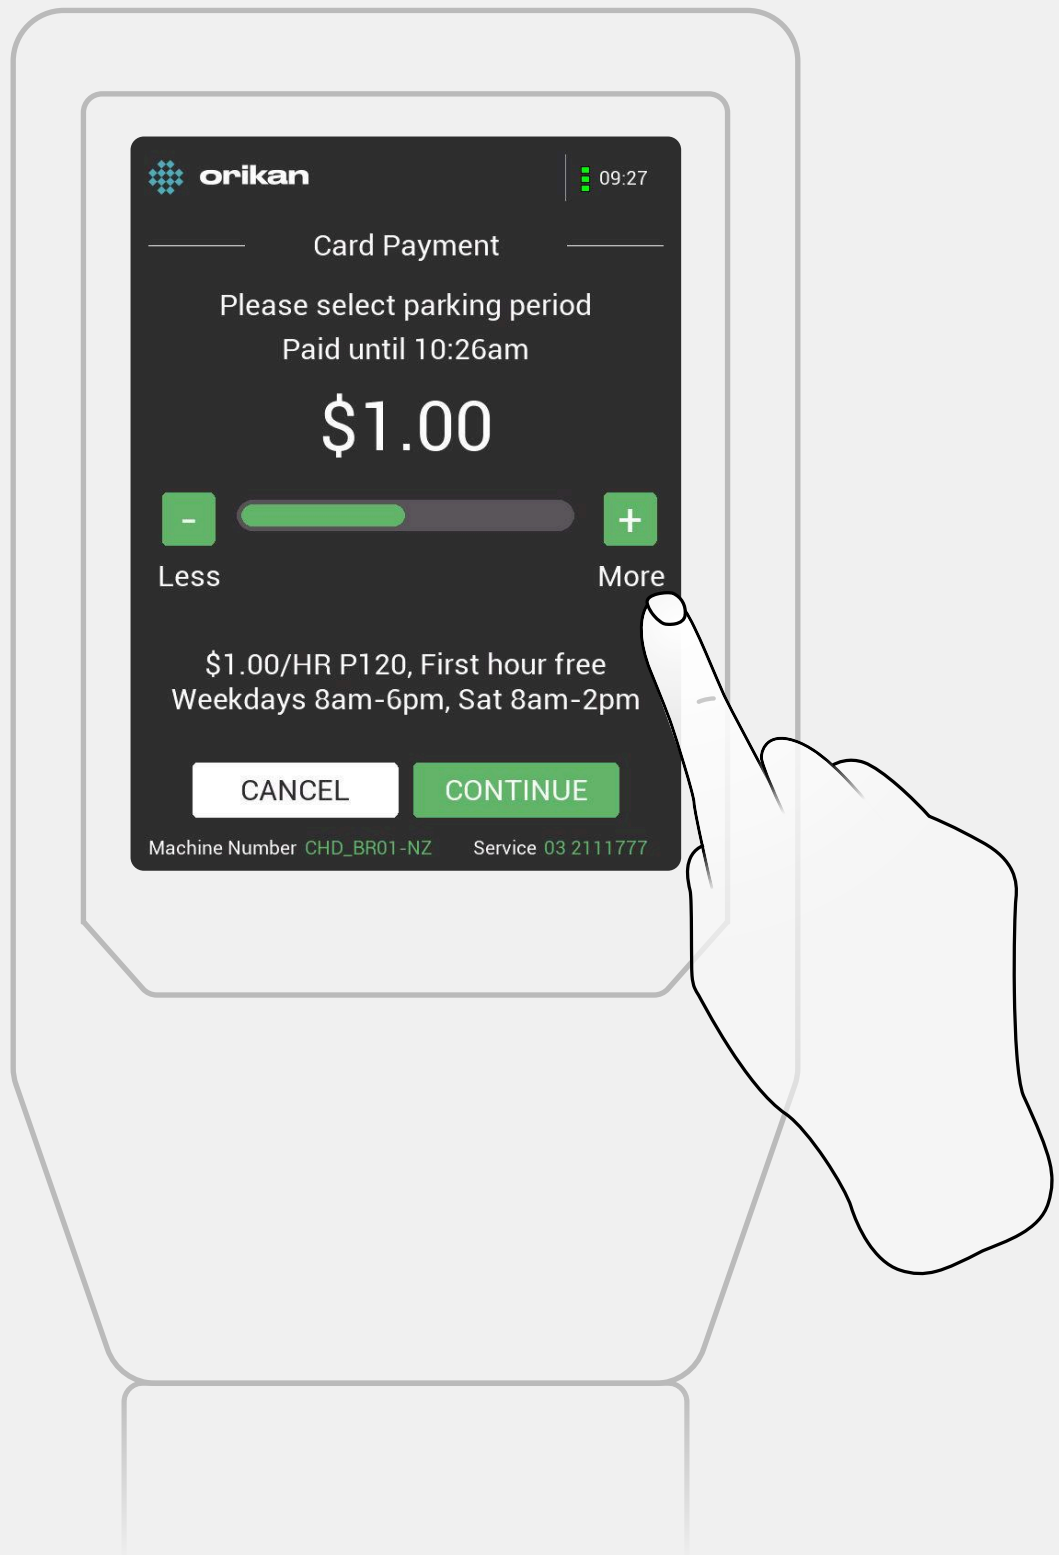 orikan
09:27
Card Payment
Please select parking period
Paid until 10:26am
$1.00
- +
Less More
$1.00/HR P120, First hour free
Weekdays 8am-6pm, Sat 8am-2pm
CANCEL CONTINUE
Machine Number CHD_BR01-NZ Service 03 2111777